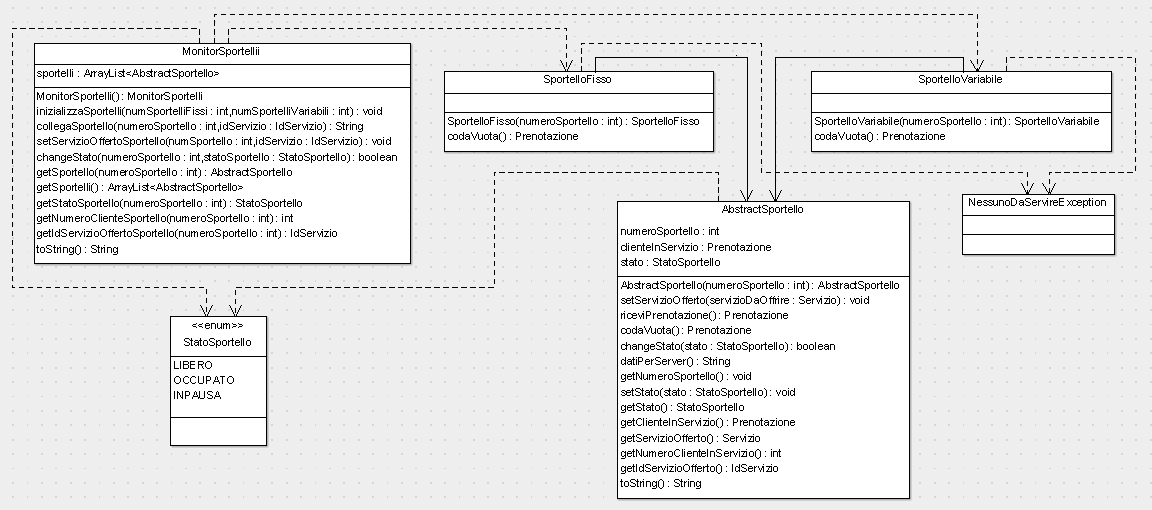 MonitorSportellii
sportelli : ArrayList<AbstractSportello>
MonitorSportelli() : MonitorSportelli
inizializzaSportelli(numSportelliFissi : int,numSportelliVariabili : int) : void
collegaSportello(numeroSportello : int,idServizio : IdServizio) : String
setServizioOffertoSportello(numSportello : int,idServizio : IdServizio) : void
changeStato(numeroSportello : int,statoSportello : StatoSportello) : boolean
getSportello(numeroSportello : int) : AbstractSportello
getSportelli() : ArrayList<AbstractSportello>
getStatoSportello(numeroSportello : int) : StatoSportello
getNumeroClienteSportello(numeroSportello : int) : int
getIdServizioOffertoSportello(numeroSportello : int) : IdServizio
toString() : String
SportelloFisso
SportelloFisso(numeroSportello : int) : SportelloFisso
codaVuota() : Prenotazione
SportelloVariabile
SportelloVariabile(numeroSportello : int) : SportelloVariabile
codaVuota() : Prenotazione
NessunoDaServireException
AbstractSportello
numeroSportello : int
clienteInServizio : Prenotazione
stato : StatoSportello
AbstractSportello(numeroSportello : int) : AbstractSportello
setServizioOfferto(servizioDaOffrire : Servizio) : void
riceviPrenotazione() : Prenotazione
codaVuota() : Prenotazione
changeStato(stato : StatoSportello) : boolean
datiPerServer() : String
getNumeroSportello() : void
setStato(stato : StatoSportello) : void
getStato() : StatoSportello
getClienteInServizio() : Prenotazione
getServizioOfferto() : Servizio
getNumeroClienteInServizio() : int
getIdServizioOfferto() : IdServizio
toString() : String
<<enum>>
StatoSportello
LIBERO
OCCUPATO
INPAUSA